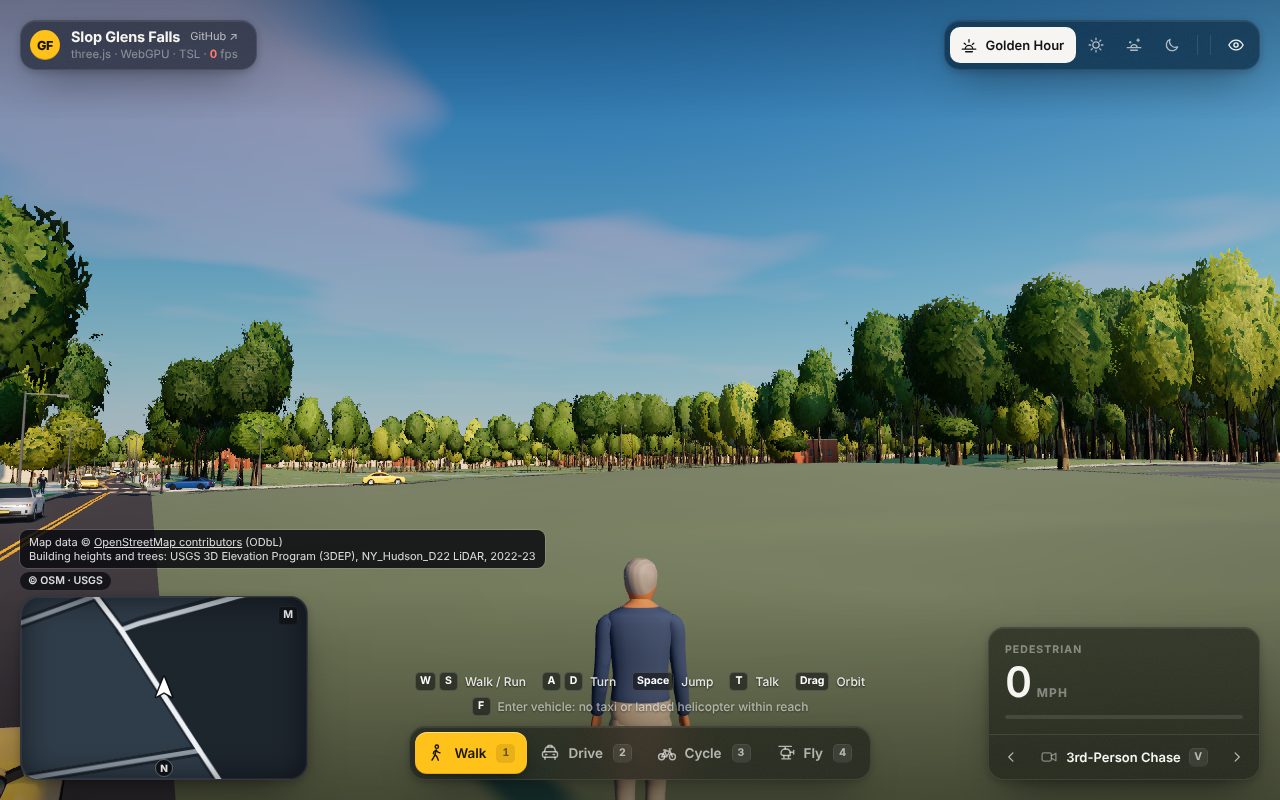 GF
Slop Glens Falls GitHub ↗
three.js · WebGPU · TSL · 0 fps
Golden Hour
Map data © OpenStreetMap contributors (ODbL)
Building heights and trees: USGS 3D Elevation Program (3DEP), NY_Hudson_D22 LiDAR, 2022-23
© OSM · USGS
M
N
W S Walk / Run A D Turn Space Jump T Talk Drag Orbit
F Enter vehicle: no taxi or landed helicopter within reach
Walk 1 Drive 2 Cycle 3 Fly 4
PEDESTRIAN
0 MPH
3rd-Person Chase V